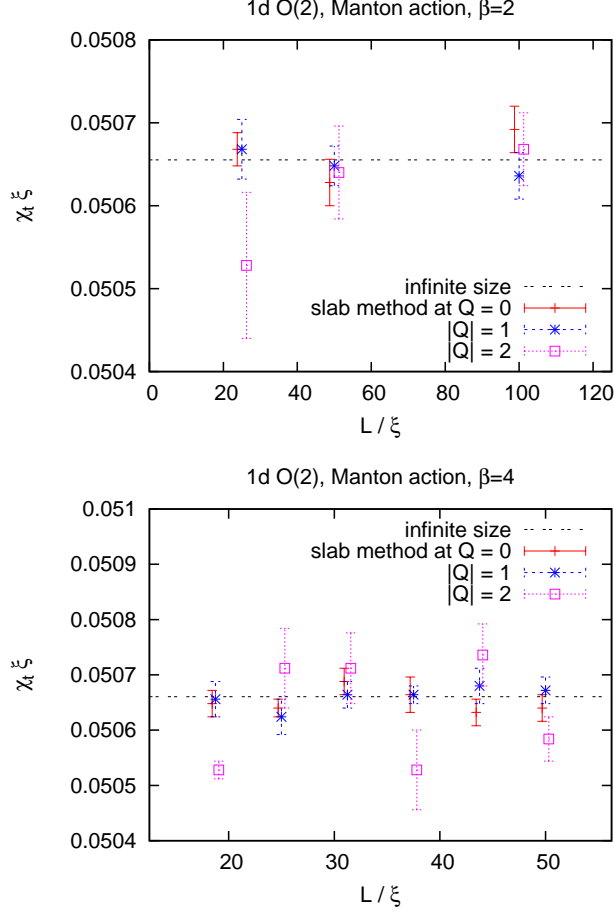 1d O(2), Manton action, β=2
0.0508
0.0507
0.0506
0.0505
0.0504
χt ξ
infinite size
slab method at Q = 0
|Q| = 1
|Q| = 2
0 20 40 60 80 100 120
L / ξ
1d O(2), Manton action, β=4
0.051
0.0509
0.0508
0.0507
0.0506
0.0505
0.0504
χt ξ
infinite size
slab method at Q = 0
|Q| = 1
|Q| = 2
20 30 40 50
L / ξ